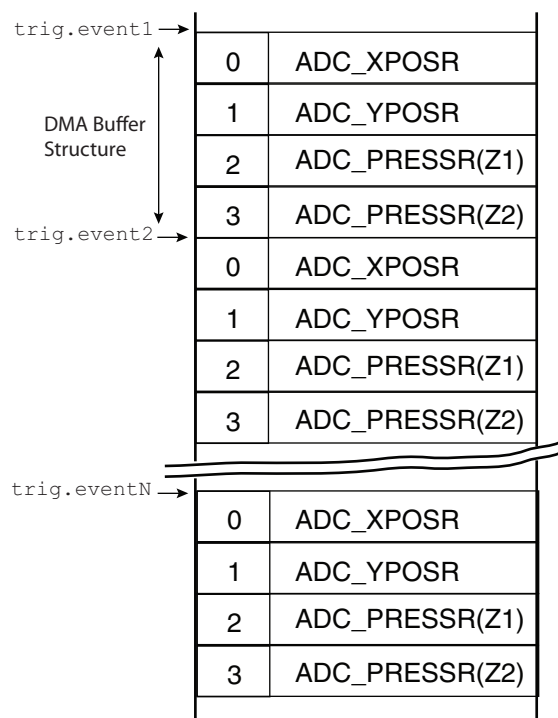 trig.event1
0 ADC_XPOSR
1 ADC_YPOSR
DMA Buffer
Structure
2 ADC_PRESSR(Z1)
3 ADC_PRESSR(Z2)
trig.event2
0 ADC_XPOSR
1 ADC_YPOSR
2 ADC_PRESSR(Z1)
3 ADC_PRESSR(Z2)
trig.eventN
0 ADC_XPOSR
1 ADC_YPOSR
2 ADC_PRESSR(Z1)
3 ADC_PRESSR(Z2)